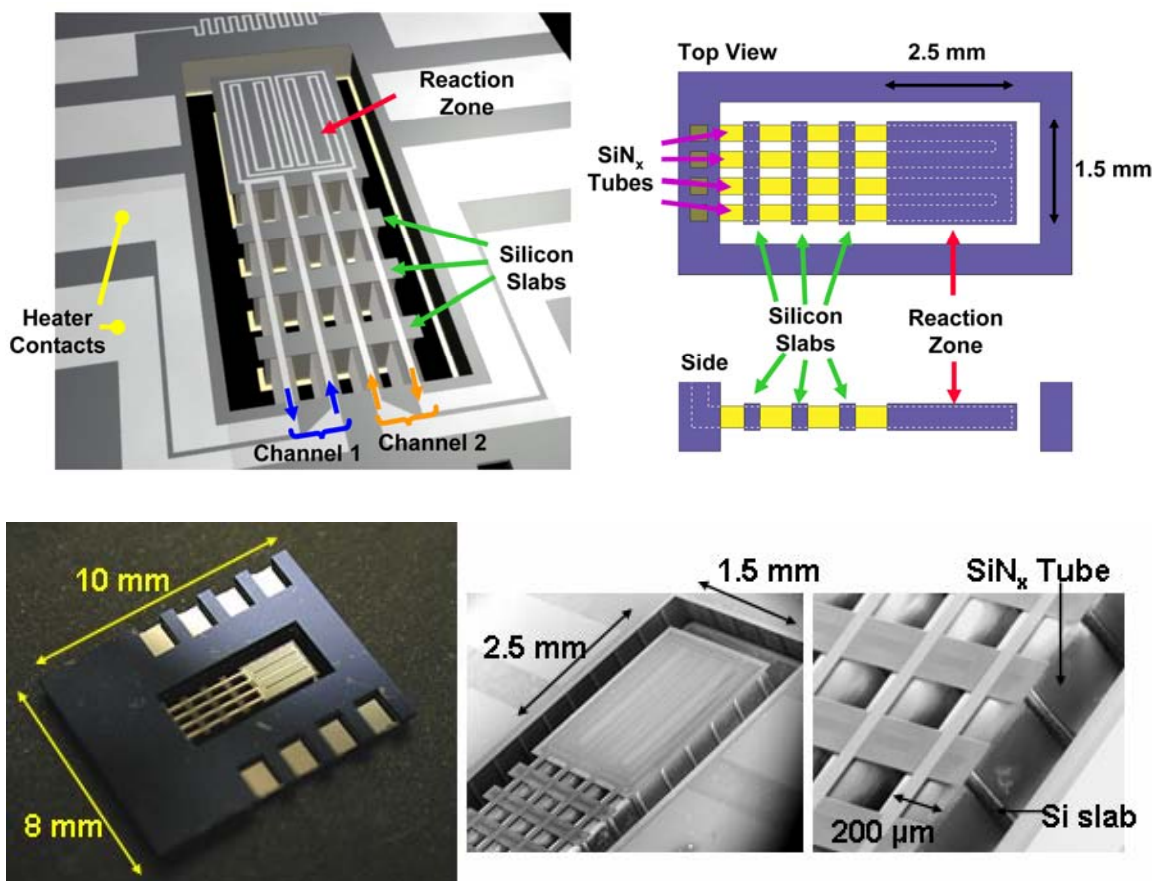 Reaction
Zone
Silicon
Slabs
Heater
Contacts
Channel 1
Channel 2
Top View
2.5 mm
SiNₓ
Tubes
1.5 mm
Silicon
Slabs
Reaction
Zone
Side
10 mm
8 mm
2.5 mm
1.5 mm
SiNₓ Tube
200 µm
Si slab